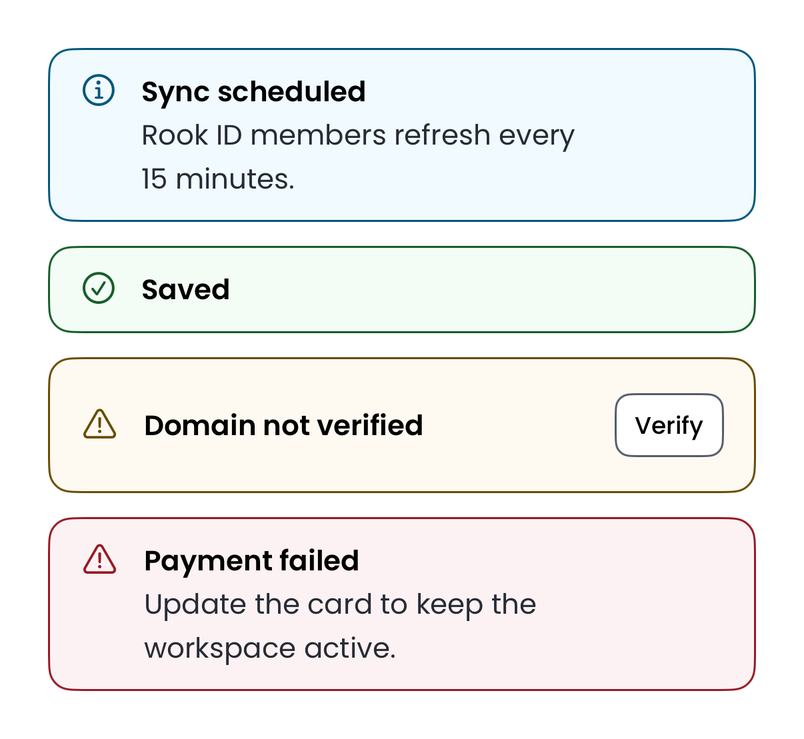 Sync scheduled
Rook ID members refresh every
15 minutes.
Saved
Domain not verified
Verify
Payment failed
Update the card to keep the
workspace active.